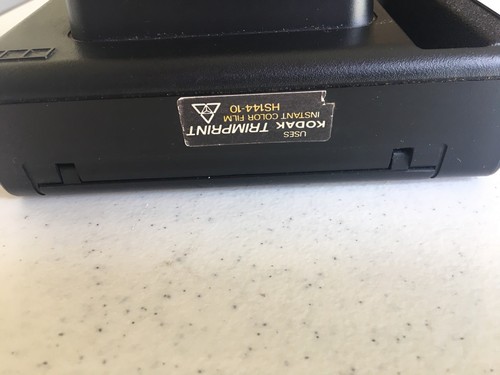 USES
KODAK TRIMPRINT
INSTANT COLOR FILM
HS144-10